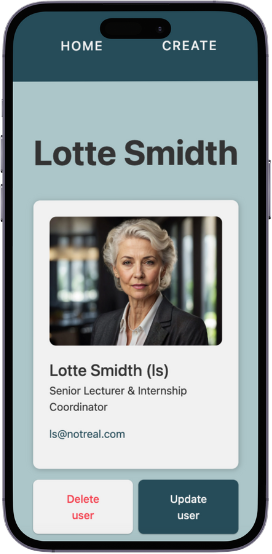 HOME CREATE
Lotte Smidth
Lotte Smidth (ls)
Senior Lecturer & Internship
Coordinator
ls@notreal.com
Delete Update
user user